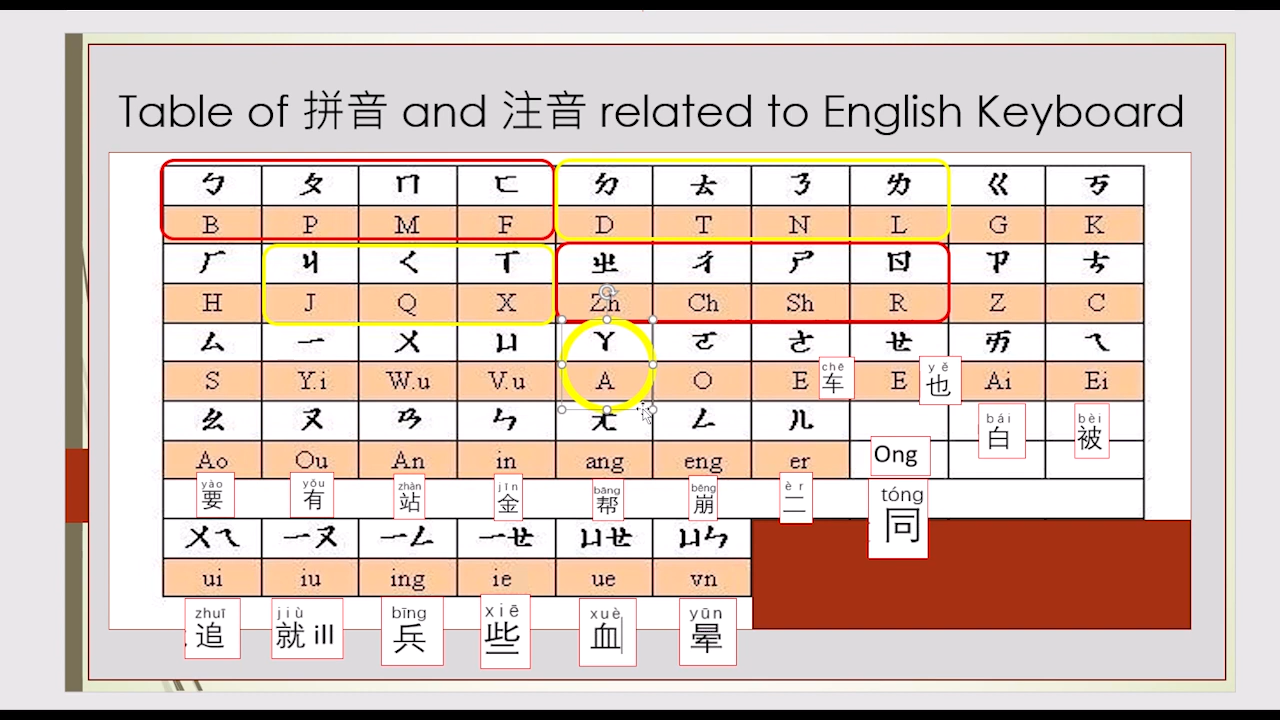 Table of 拼音 and 注音 related to English Keyboard
ㄅ ㄆ ㄇ ㄈ ㄉ ㄊ ㄋ ㄌ ㄍ ㄎ
B P M F D T N L G K
ㄏ ㄐ ㄑ ㄒ ㄓ ㄔ ㄕ ㄖ ㄗ ㄘ
H J Q X Zh Ch Sh R Z C
ㄙ ㄧ ㄨ ㄩ ㄚ ㄛ ㄜ ㄝ ㄞ ㄟ
S Y.i W.u V.u A O E E Ai Ei
chē yě
车 也
ㄠ ㄡ ㄢ ㄣ ㄤ ㄥ ㄦ
bái bèi
白 被
Ao Ou An in ang eng er Ong
yào yǒu zhàn jīn bāng bēng èr tóng
要 有 站 金 帮 崩 二 同
ㄨㄟ ㄧㄡ ㄧㄥ ㄧㄝ ㄩㄝ ㄩㄣ
ui iu ing ie ue vn
zhuī jiù bīng xiē xuè yūn
追 就 ill 兵 些 血 晕